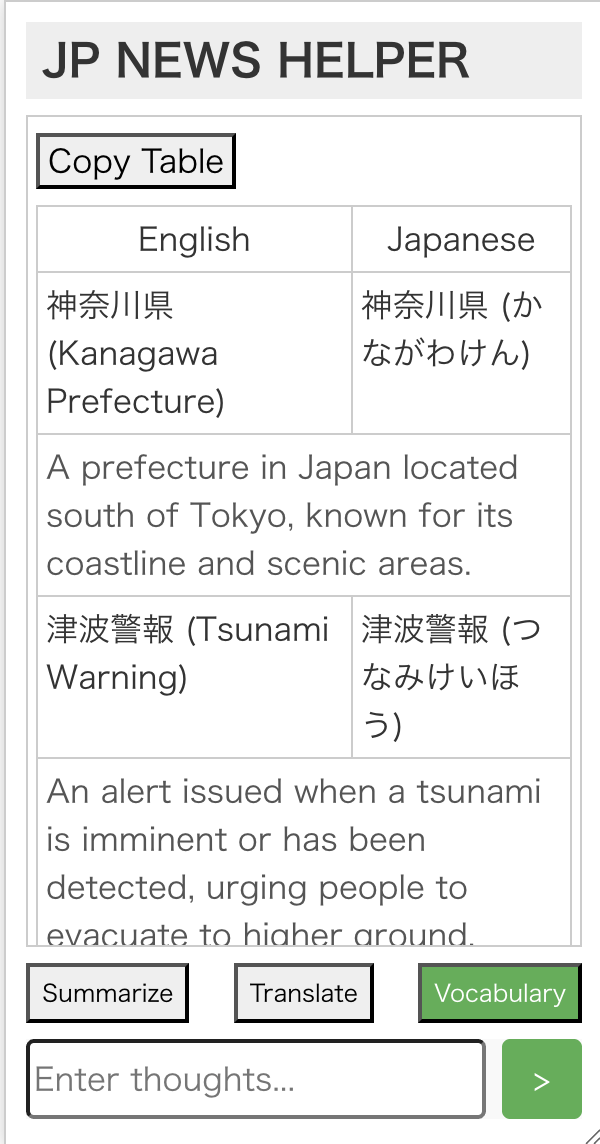 JP NEWS HELPER
Copy Table
English Japanese
神奈川県 神奈川県 (か
(Kanagawa ながわけん)
Prefecture)
A prefecture in Japan located
south of Tokyo, known for its
coastline and scenic areas.
津波警報 (Tsunami 津波警報 (つ
Warning) なみけいほ
う)
An alert issued when a tsunami
is imminent or has been
detected, urging people to
evacuate to higher ground.
Summarize Translate Vocabulary
Enter thoughts... >